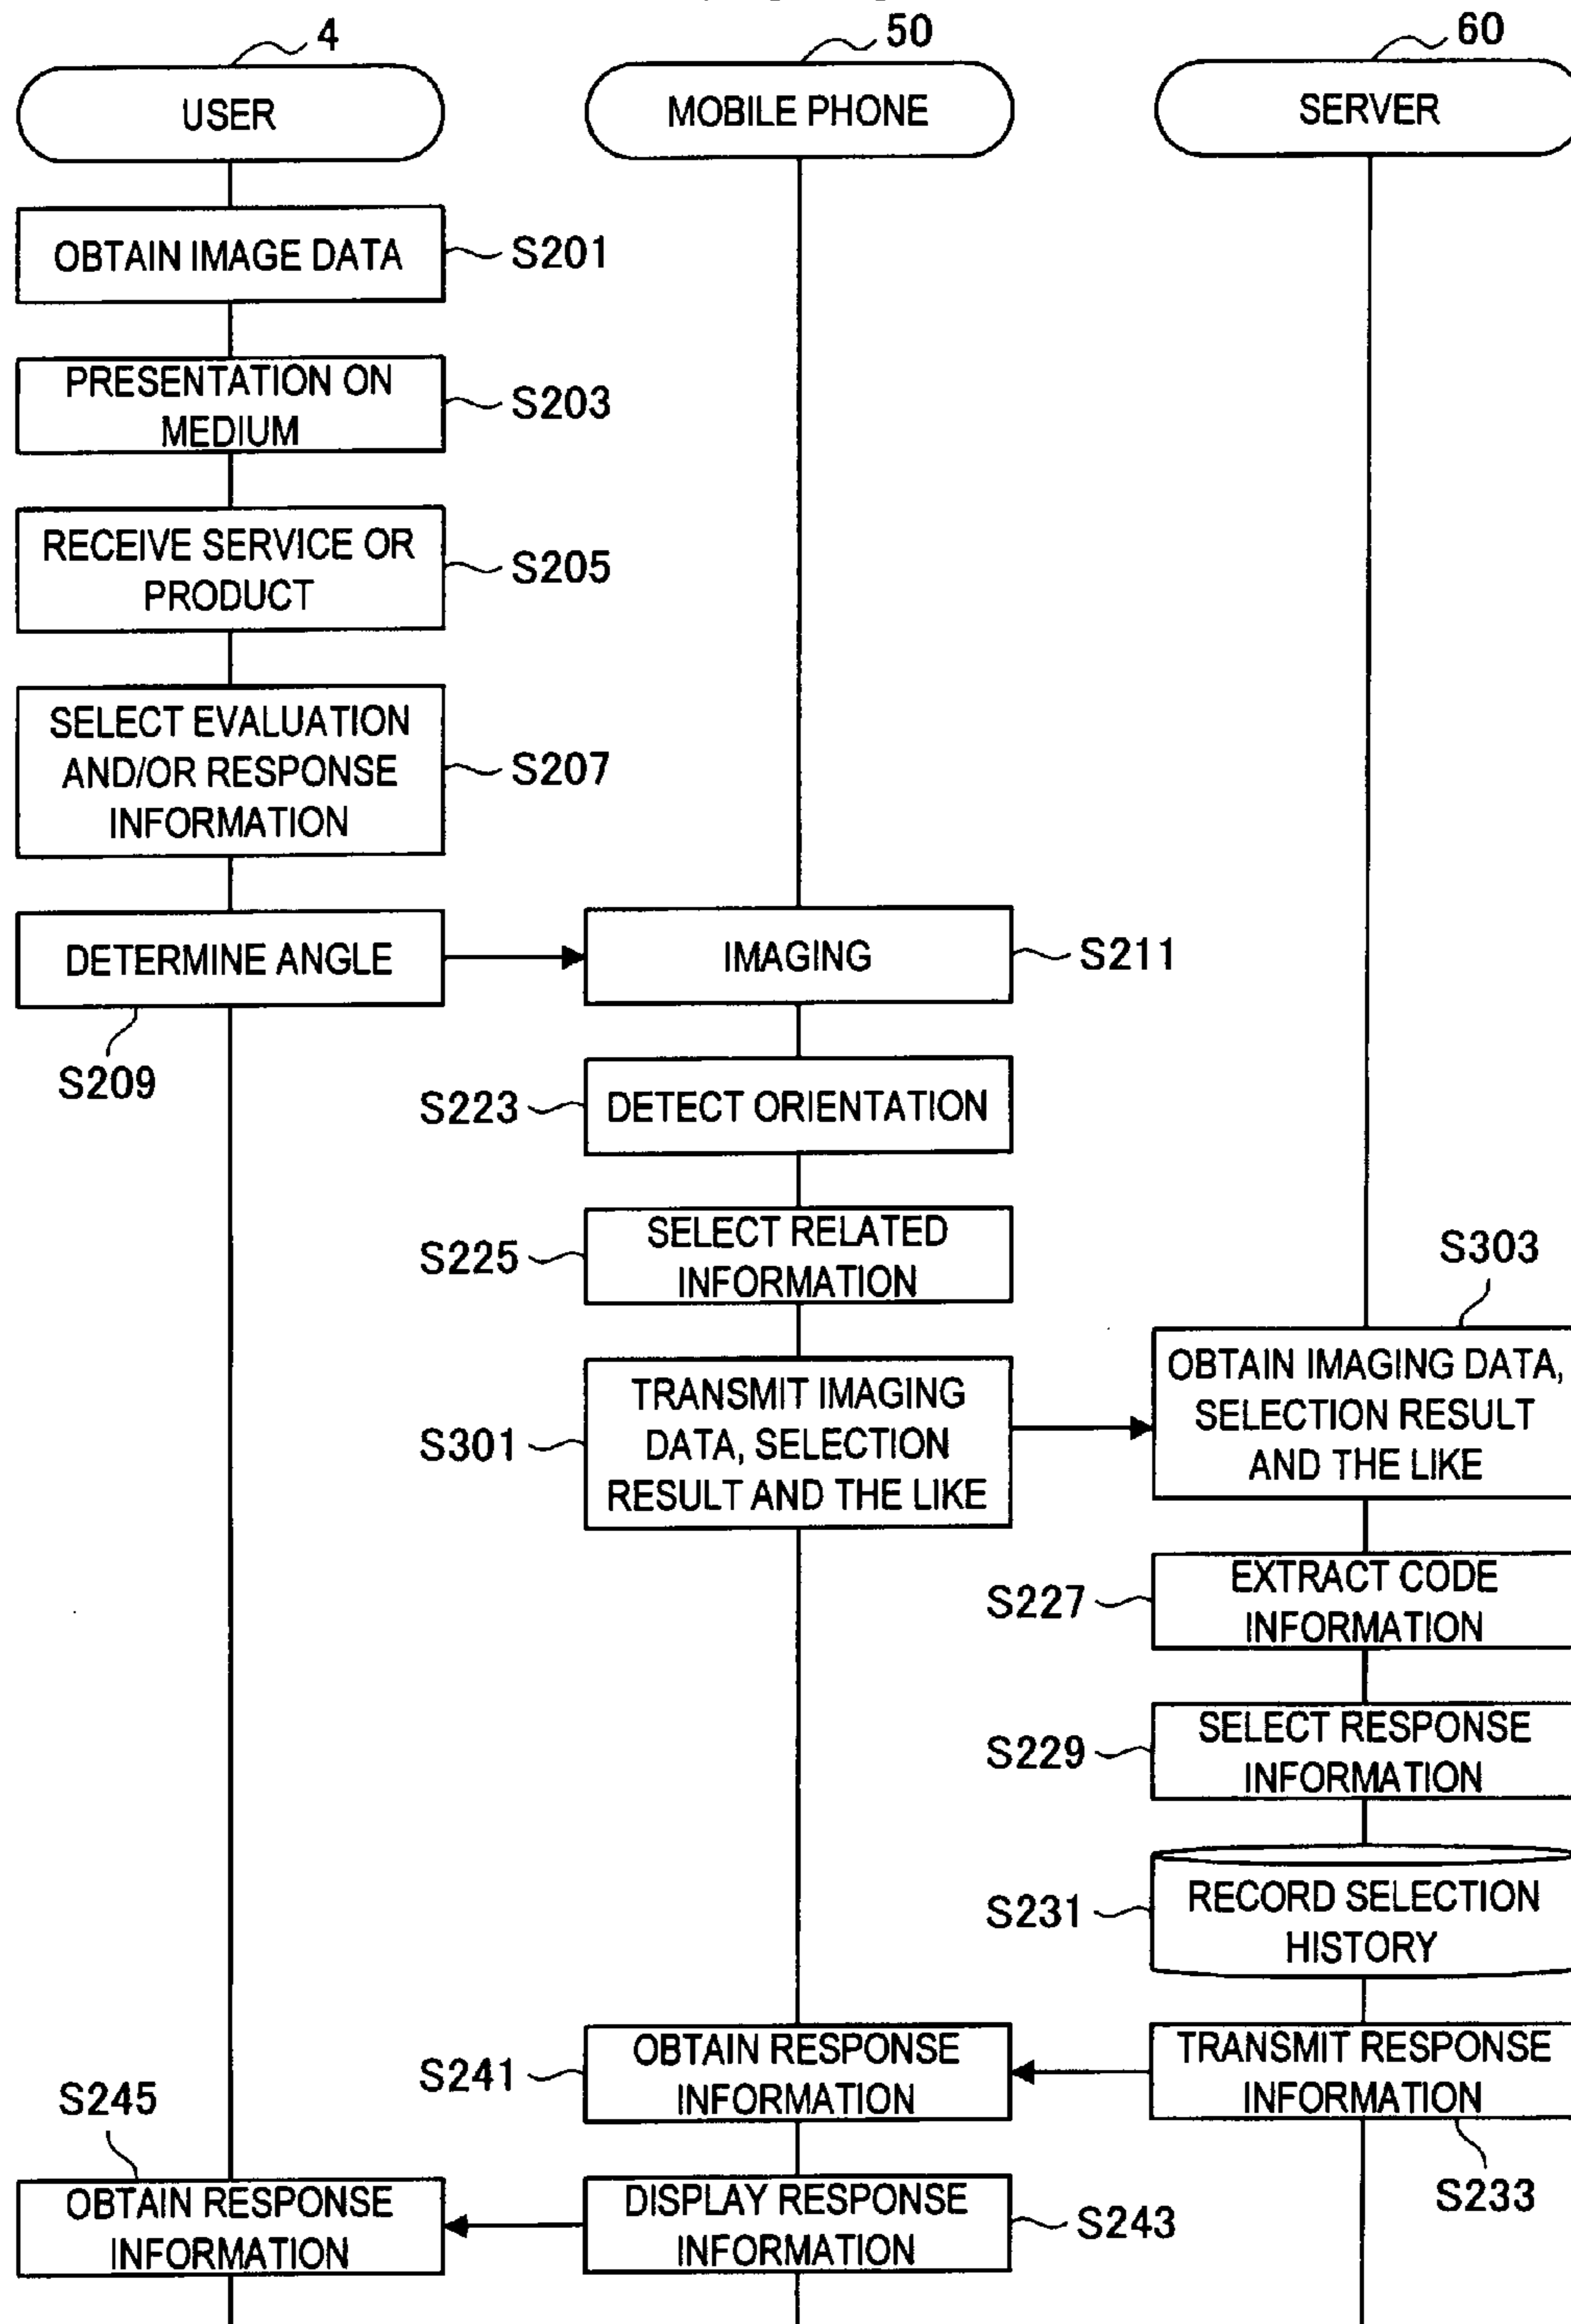 4
50
60
USER
MOBILE PHONE
SERVER
OBTAIN IMAGE DATA
S201
PRESENTATION ON
MEDIUM
S203
RECEIVE SERVICE OR
PRODUCT
S205
SELECT EVALUATION
AND/OR RESPONSE
INFORMATION
S207
DETERMINE ANGLE
S209
IMAGING
S211
S223
DETECT ORIENTATION
S225
SELECT RELATED
INFORMATION
S301
TRANSMIT IMAGING
DATA, SELECTION
RESULT AND THE LIKE
S303
OBTAIN IMAGING DATA,
SELECTION RESULT
AND THE LIKE
S227
EXTRACT CODE
INFORMATION
S229
SELECT RESPONSE
INFORMATION
S231
RECORD SELECTION
HISTORY
TRANSMIT RESPONSE
INFORMATION
S233
S241
OBTAIN RESPONSE
INFORMATION
DISPLAY RESPONSE
INFORMATION
S243
S245
OBTAIN RESPONSE
INFORMATION